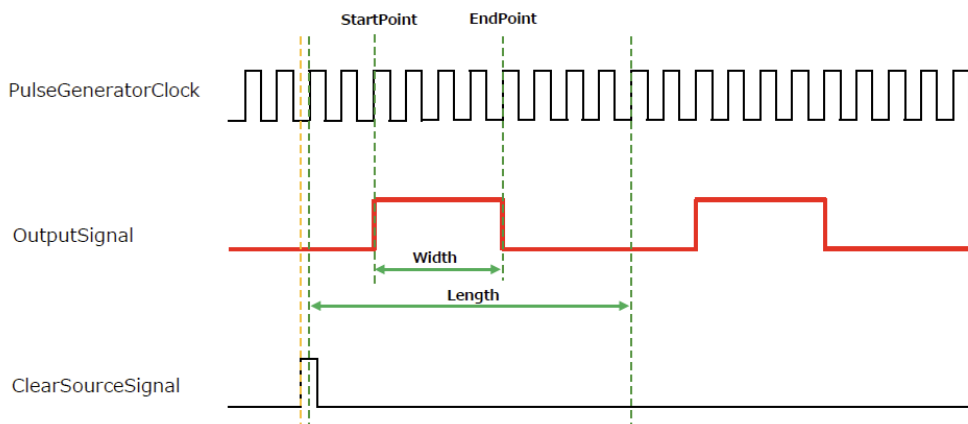 StartPoint
EndPoint
PulseGeneratorClock
OutputSignal
Width
Length
ClearSourceSignal